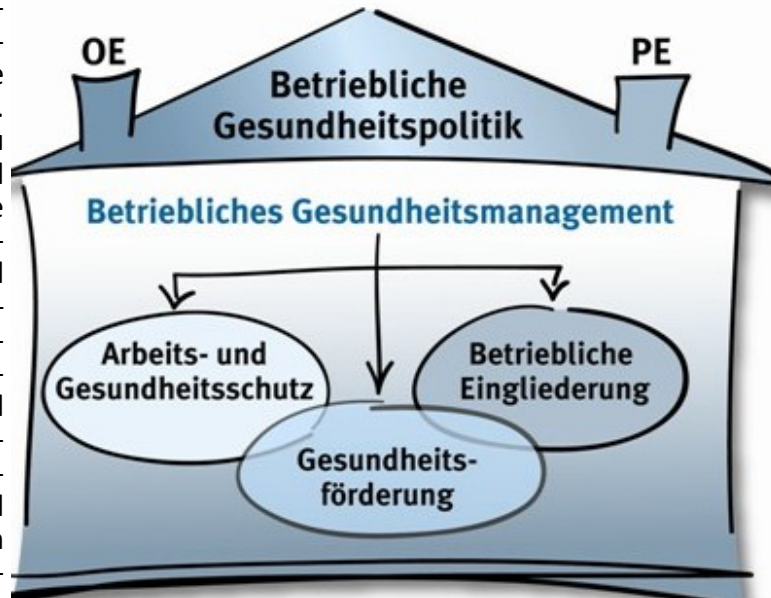 OE
PE
Betriebliche
Gesundheitspolitik
Betriebliches Gesundheitsmanagement
Arbeits- und
Gesundheitsschutz
Betriebliche
Eingliederung
Gesundheits-
förderung